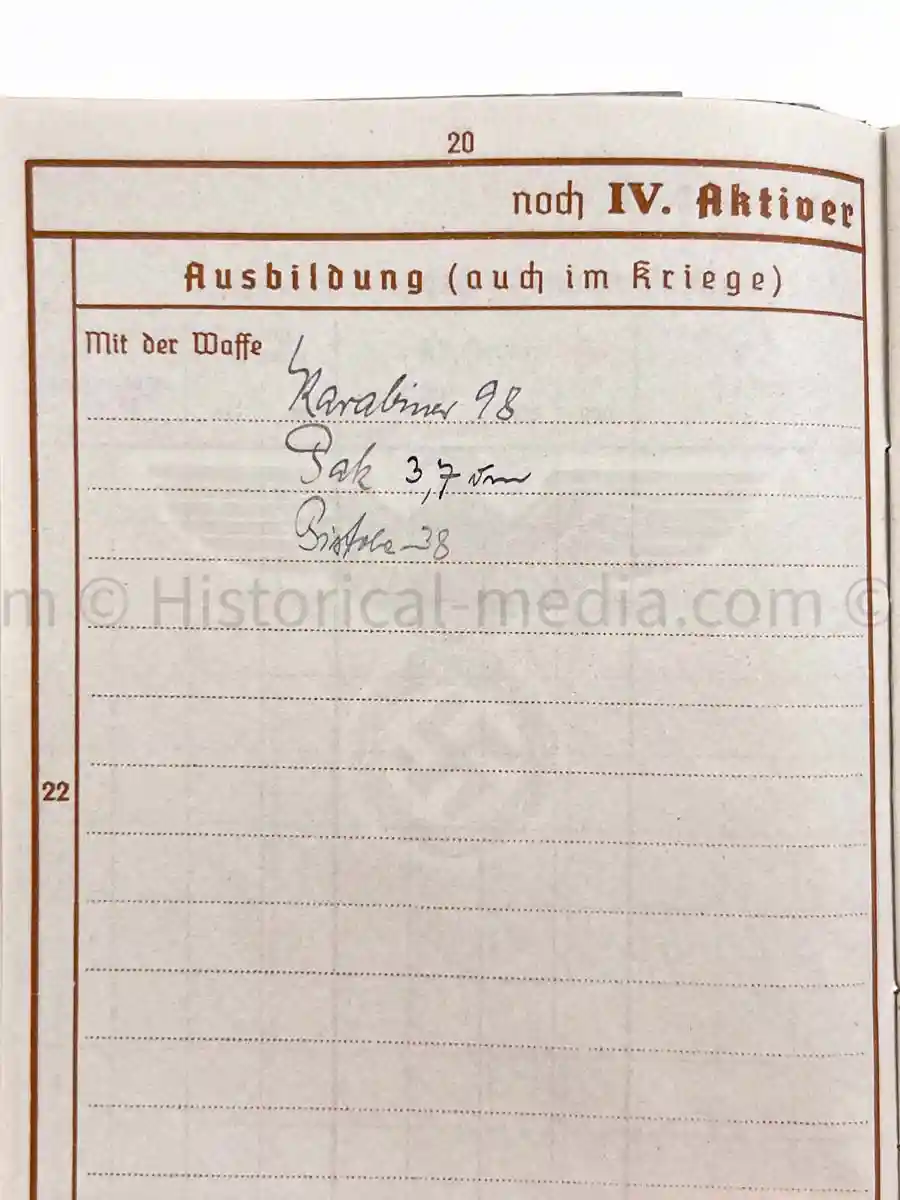 20
noch IV. Aktiver
Ausbildung (auch im Kriege)
Mit der Waffe
Karabiner 98
Pak 3,7 cm
Pistole 38
m © Historical-media.com ©
22